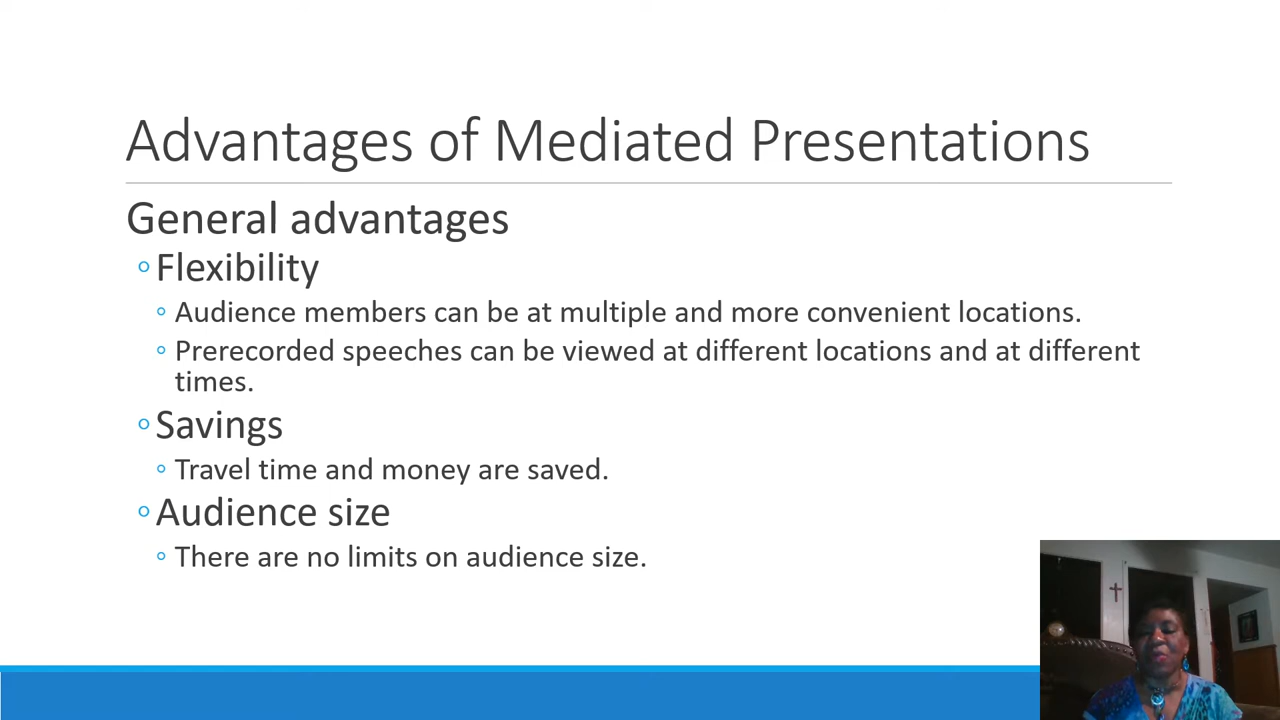 Advantages of Mediated Presentations
General advantages
Flexibility
Audience members can be at multiple and more convenient locations.
Prerecorded speeches can be viewed at different locations and at different
times.
Savings
Travel time and money are saved.
Audience size
There are no limits on audience size.